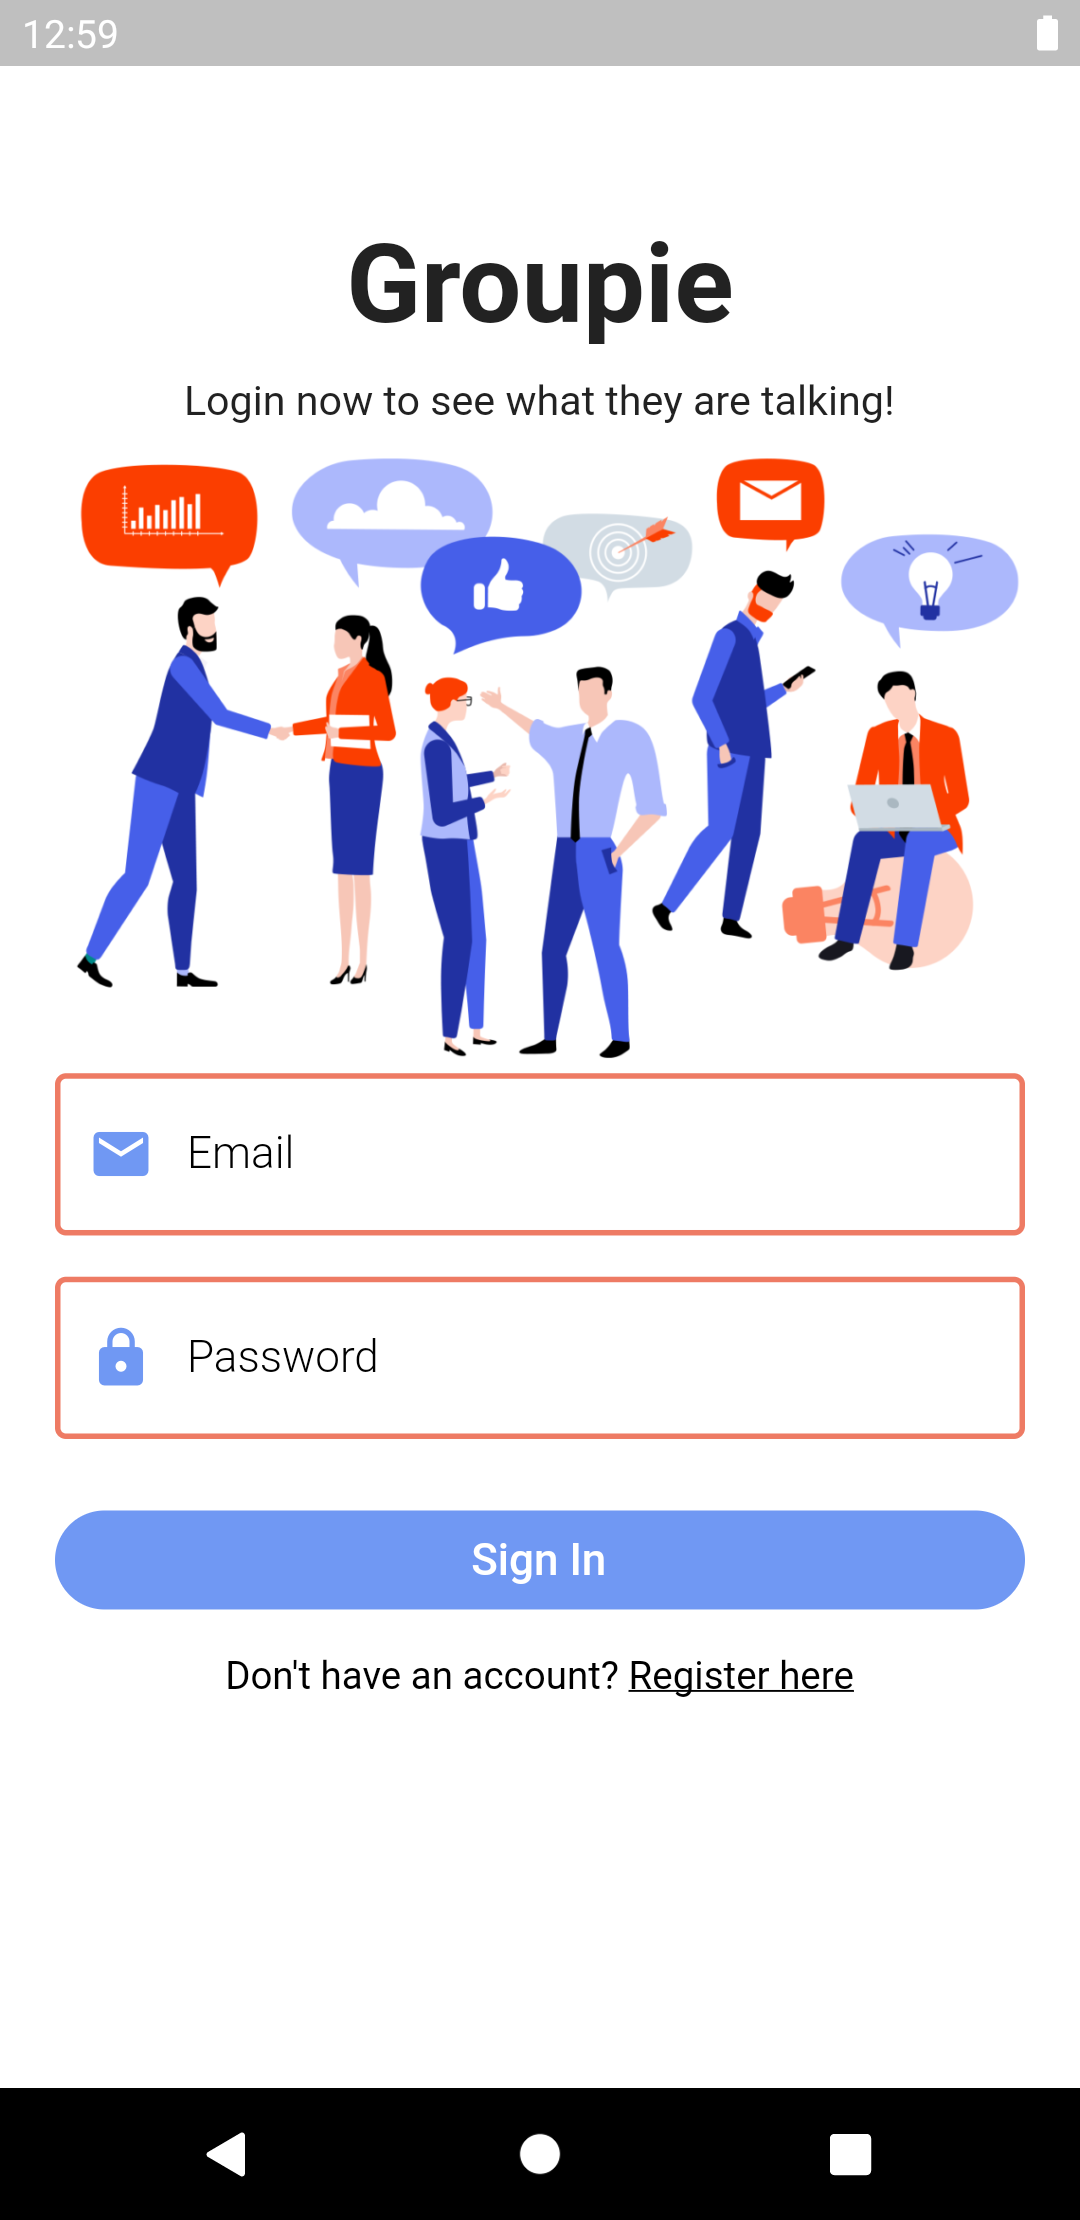 12:59
Groupie
Login now to see what they are talking!
Email
Password
Sign In
Don't have an account? Register here